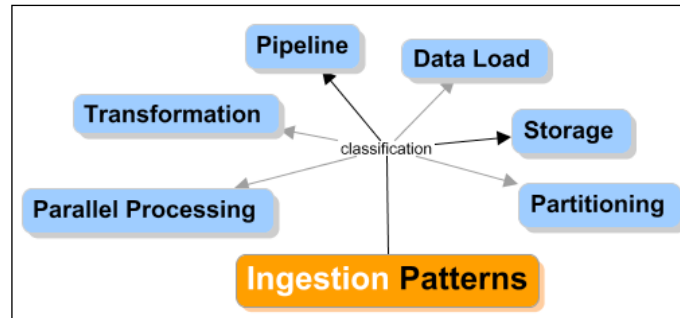 Pipeline
Data Load
Transformation
Storage
classification
Parallel Processing
Partitioning
Ingestion Patterns